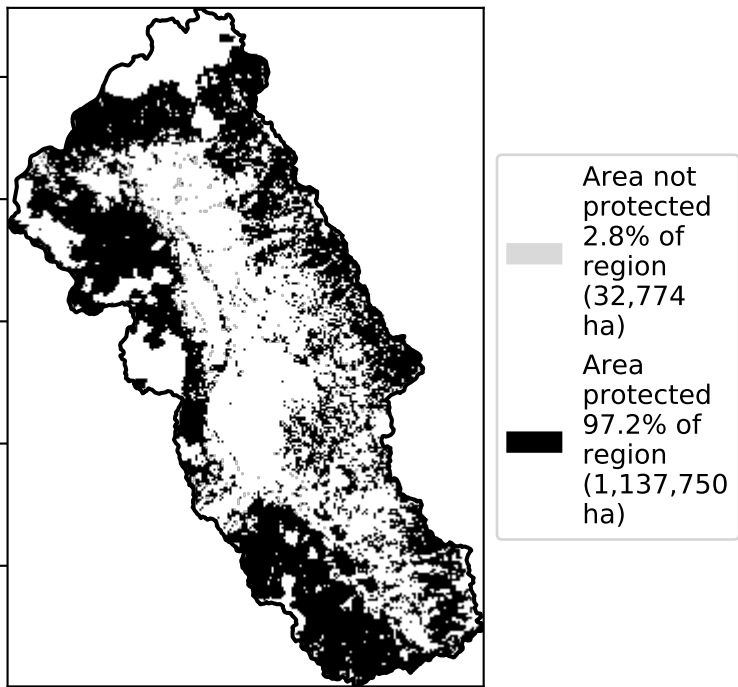 Area not
protected
2.8% of
region
(32,774
ha)
Area
protected
97.2% of
region
(1,137,750
ha)